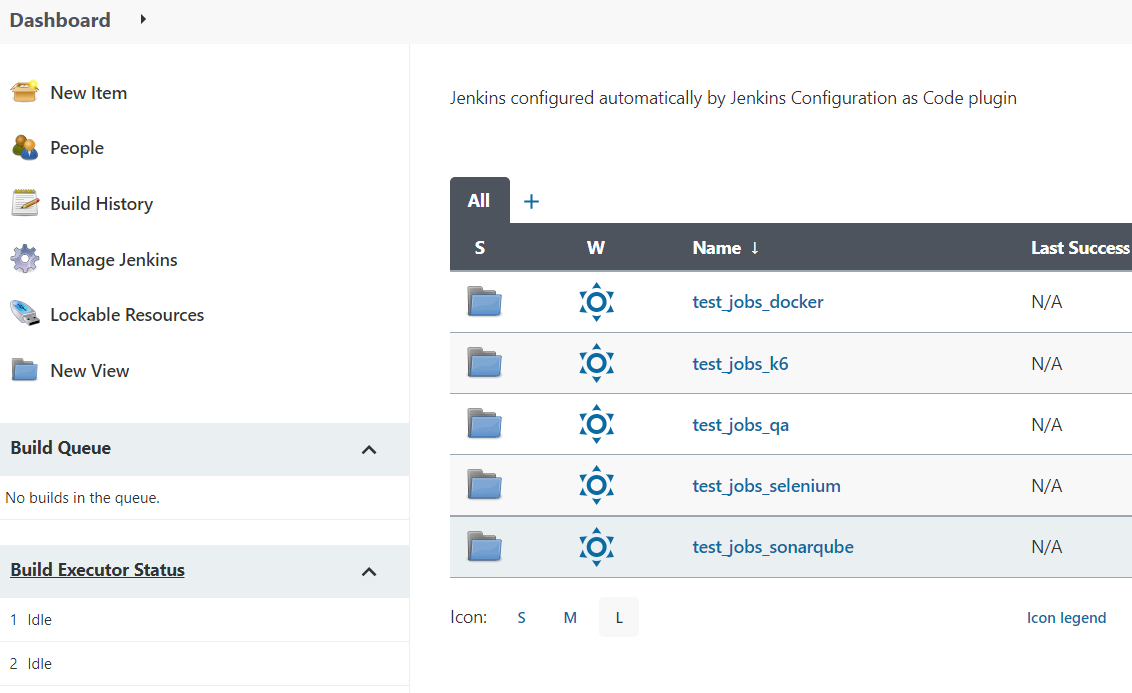 Dashboard
New Item
People
Build History
Manage Jenkins
Lockable Resources
New View
Build Queue
No builds in the queue.
Build Executor Status
1 Idle
2 Idle
Jenkins configured automatically by Jenkins Configuration as Code plugin
All +
S W Name ↓ Last Success
test_jobs_docker N/A
test_jobs_k6 N/A
test_jobs_qa N/A
test_jobs_selenium N/A
test_jobs_sonarqube N/A
Icon: S M L Icon legend